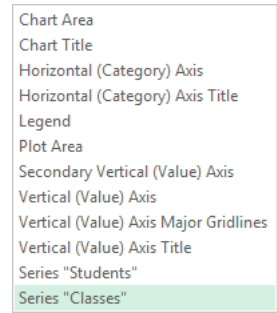 Chart Area
Chart Title
Horizontal (Category) Axis
Horizontal (Category) Axis Title
Legend
Plot Area
Secondary Vertical (Value) Axis
Vertical (Value) Axis
Vertical (Value) Axis Major Gridlines
Vertical (Value) Axis Title
Series "Students"
Series "Classes"